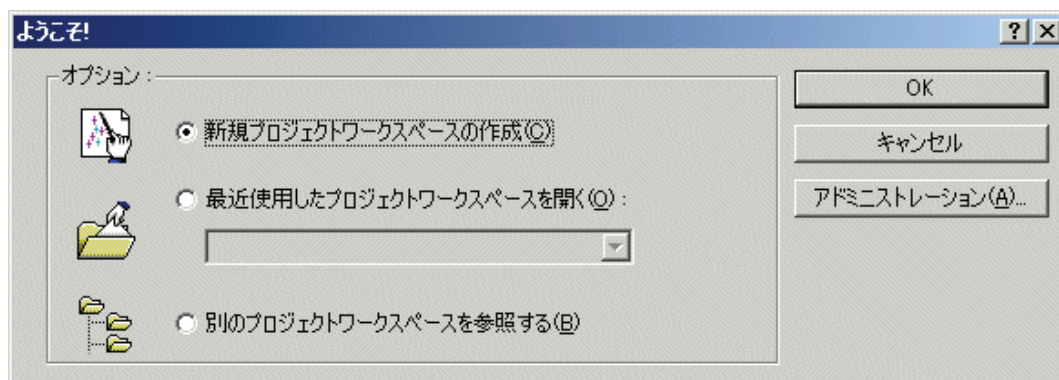 ようこそ!
オプション:
新規プロジェクトワークスペースの作成(C)
最近使用したプロジェクトワークスペースを開く(O):
別のプロジェクトワークスペースを参照する(B)
OK
キャンセル
アドミニストレーション(A)...